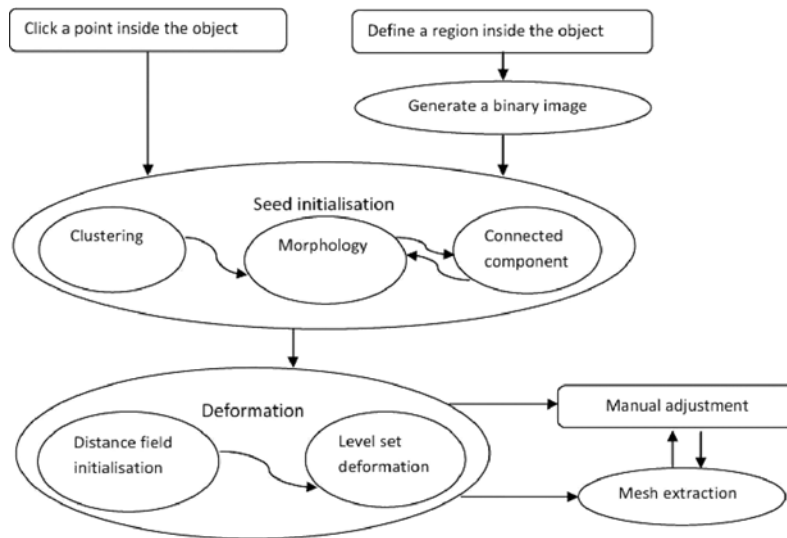 Click a point inside the object
Define a region inside the object
Generate a binary image
Seed initialisation
Clustering
Morphology
Connected
component
Deformation
Distance field
initialisation
Level set
deformation
Manual adjustment
Mesh extraction